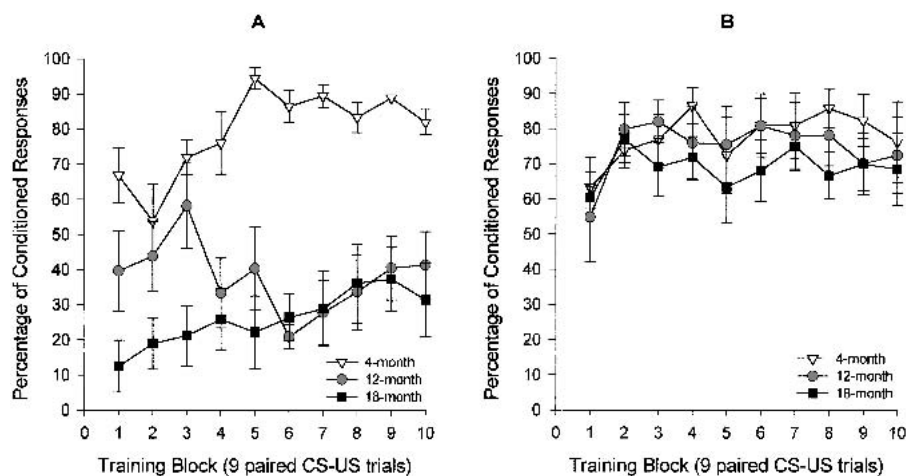 A
Percentage of Conditioned Responses
100
90
80
70
60
50
40
30
20
10
0
4-month
12-month
18-month
0 1 2 3 4 5 6 7 8 9 10
Training Block (9 paired CS-US trials)
B
Percentage of Conditioned Responses
100
90
80
70
60
50
40
30
20
10
0
4-month
12-month
18-month
0 1 2 3 4 5 6 7 8 9 10
Training Block (9 paired CS-US trials)